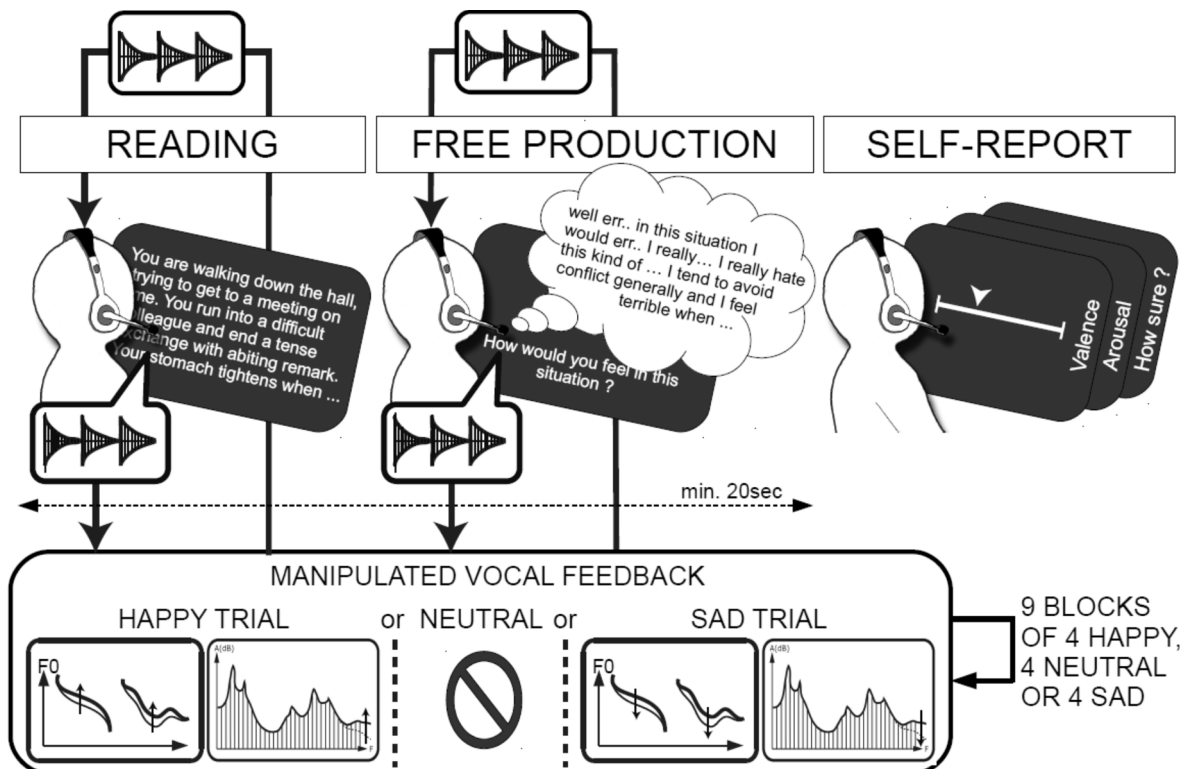 READING
FREE PRODUCTION
SELF-REPORT
You are walking down the hall,
trying to get to a meeting on
me. You run into a difficult
lleague and end a tense
xchange with abiting remark.
Your stomach tightens when ...
well err.. in this situation I
would err.. I really... I really hate
this kind of ... I tend to avoid
conflict generally and I feel
terrible when ...
How would you feel in this
situation ?
Valence
Arousal
How sure ?
min. 20sec
MANIPULATED VOCAL FEEDBACK
HAPPY TRIAL
or
NEUTRAL
or
SAD TRIAL
F0
A(dB)
F
F0
A(dB)
F
9 BLOCKS
OF 4 HAPPY,
4 NEUTRAL
OR 4 SAD